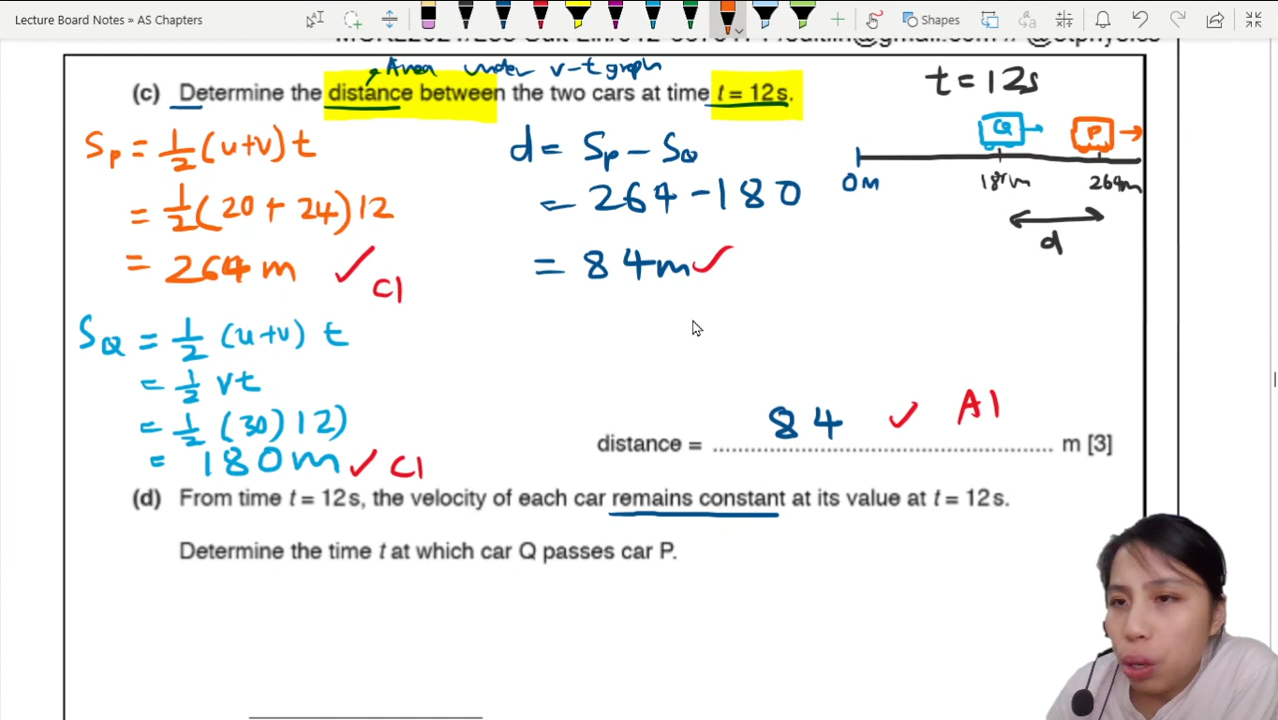 Lecture Board Notes » AS Chapters
Shapes
Area under v-t graph
(c) Determine the distance between the two cars at time t = 12 s.
t = 12s
Sp = ½(u+v)t
= ½(20 + 24)12
= 264 m ✓ C1
d = Sp − SQ
= 264 − 180
= 84m ✓
Q P
0m 180m 264m
d
SQ = ½ (u+v) t
= ½ vt
= ½ (30)12)
= 180m ✓ C1
84 ✓ A1
distance = ........................................................ m [3]
(d) From time t = 12 s, the velocity of each car remains constant at its value at t = 12 s.
Determine the time t at which car Q passes car P.